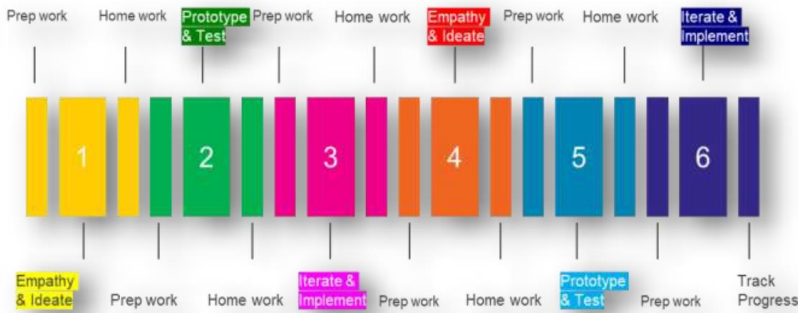 Prep work
Home work
Prototype
& Test
Prep work
Home work
Empathy
& Ideate
Prep work
Home work
Iterate &
Implement
1
2
3
4
5
6
Empathy
& Ideate
Prep work
Home work
Iterate &
Implement
Prep work
Home work
Prototype
& Test
Prep work
Track
Progress